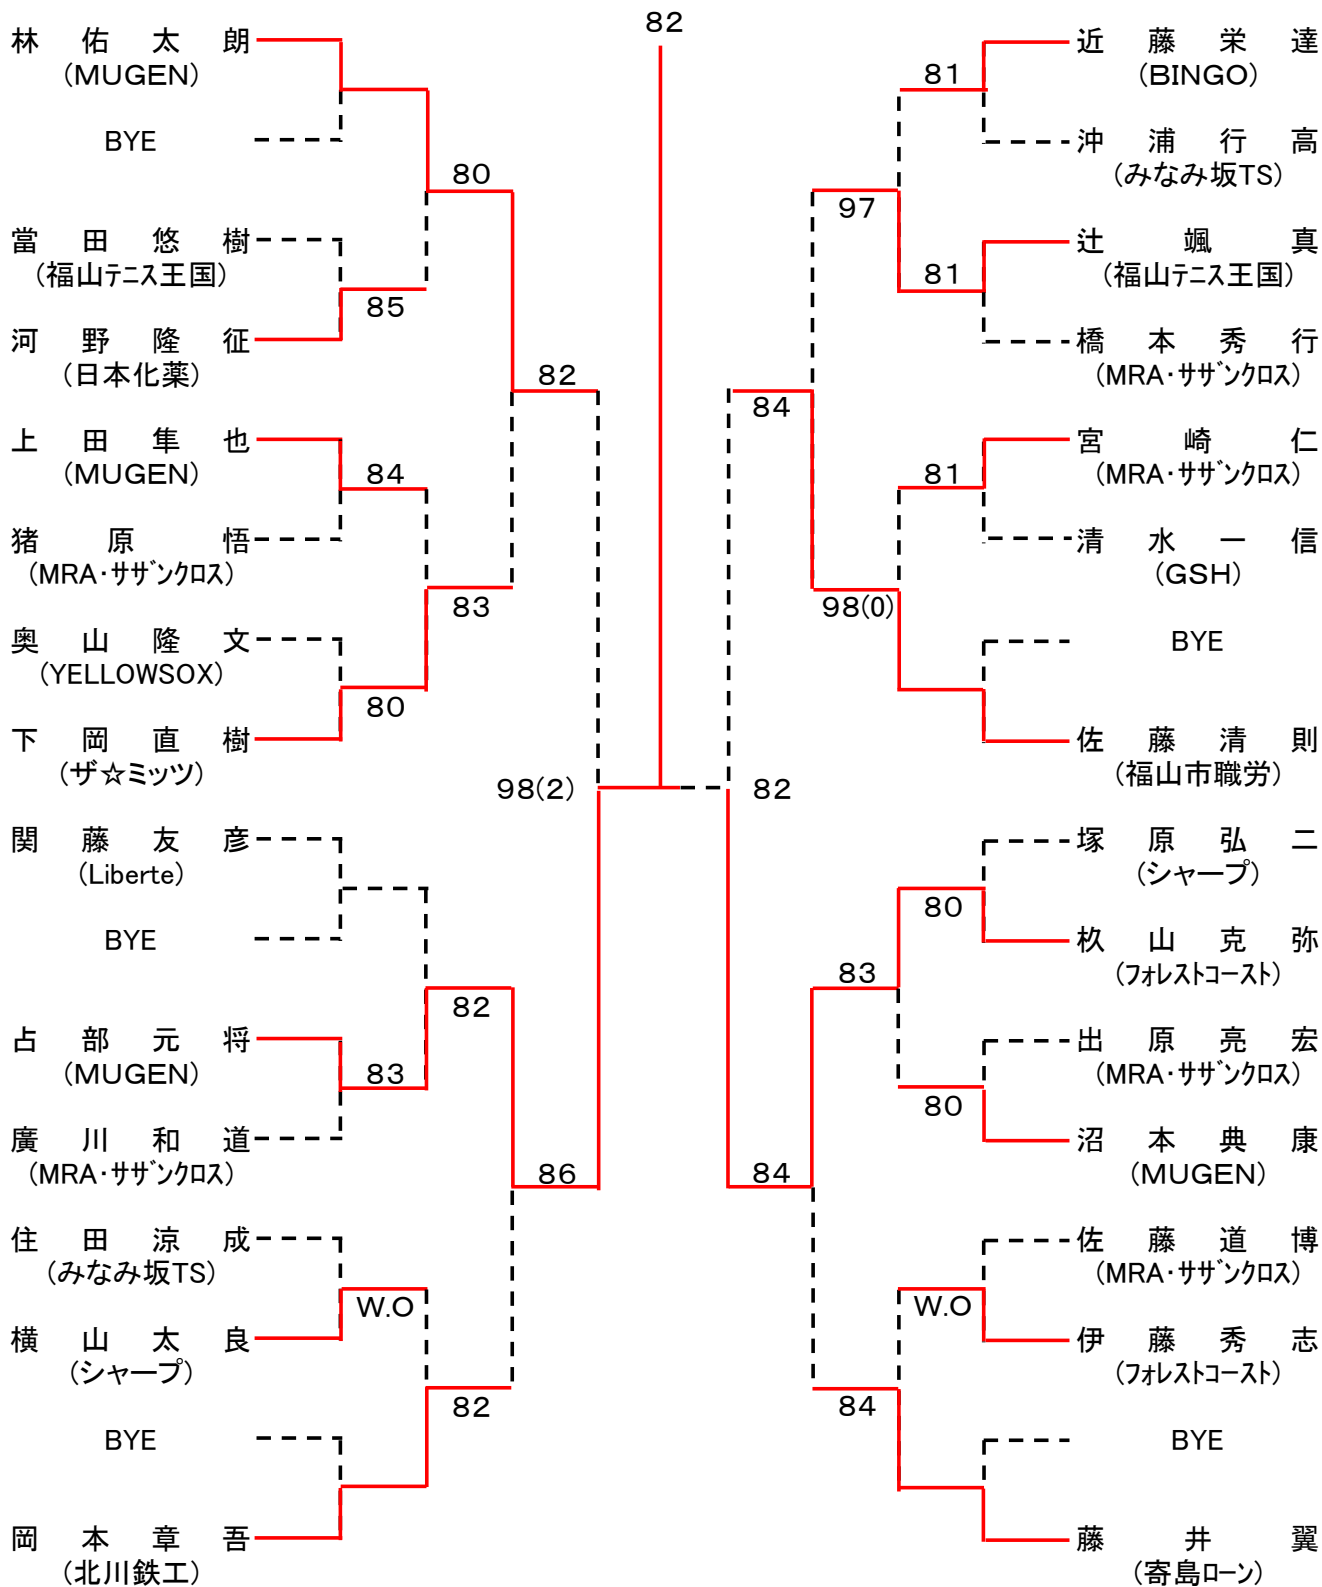 82
林佑太朗
(MUGEN)
BYE
80
當田悠樹
(福山テニス王国)
85
河野隆征
(日本化薬)
82
上田隼也
(MUGEN)
84
猪原悟
(MRA・サザンクロス)
83
奥山隆文
(YELLOWSOX)
80
下岡直樹
(ザ☆ミッツ)
98(2)
関藤友彦
(Liberte)
BYE
82
占部元将
(MUGEN)
83
廣川和道
(MRA・サザンクロス)
86
住田涼成
(みなみ坂TS)
W.O
横山太良
(シャープ)
82
BYE
岡本章吾
(北川鉄工)
近藤栄達
(BINGO)
81
沖浦行高
(みなみ坂TS)
97
辻颯真
(福山テニス王国)
81
橋本秀行
(MRA・サザンクロス)
84
宮崎仁
(MRA・サザンクロス)
81
清水一信
(GSH)
98(0)
BYE
佐藤清則
(福山市職労)
82
塚原弘二
(シャープ)
80
杁山克弥
(フォレストコースト)
83
出原亮宏
(MRA・サザンクロス)
80
沼本典康
(MUGEN)
84
佐藤道博
(MRA・サザンクロス)
W.O
伊藤秀志
(フォレストコースト)
84
BYE
藤井翼
(寄島ローン)